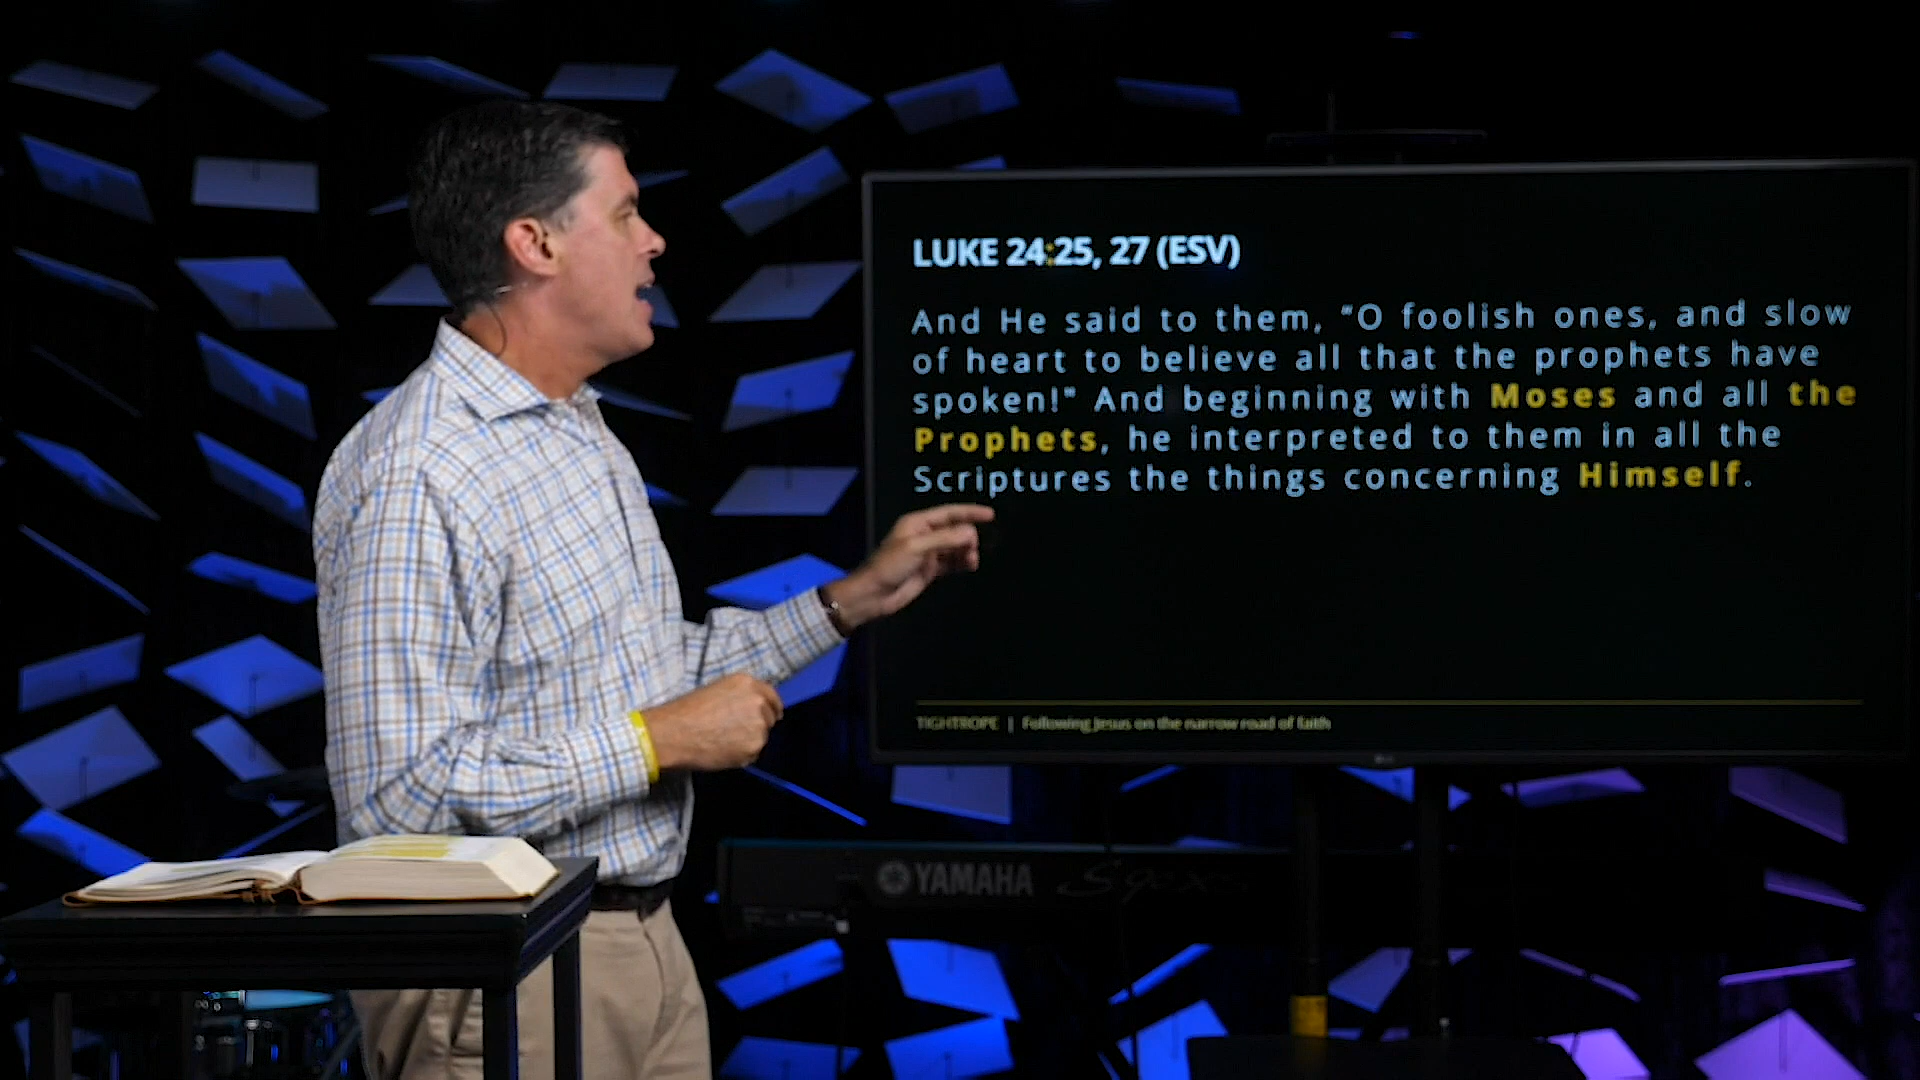 LUKE 24:25, 27 (ESV)
And He said to them, "O foolish ones, and slow
of heart to believe all that the prophets have
spoken!" And beginning with Moses and all the
Prophets, he interpreted to them in all the
Scriptures the things concerning Himself.
TIGHTROPE | Following Jesus on the narrow road of faith
LG
YAMAHA